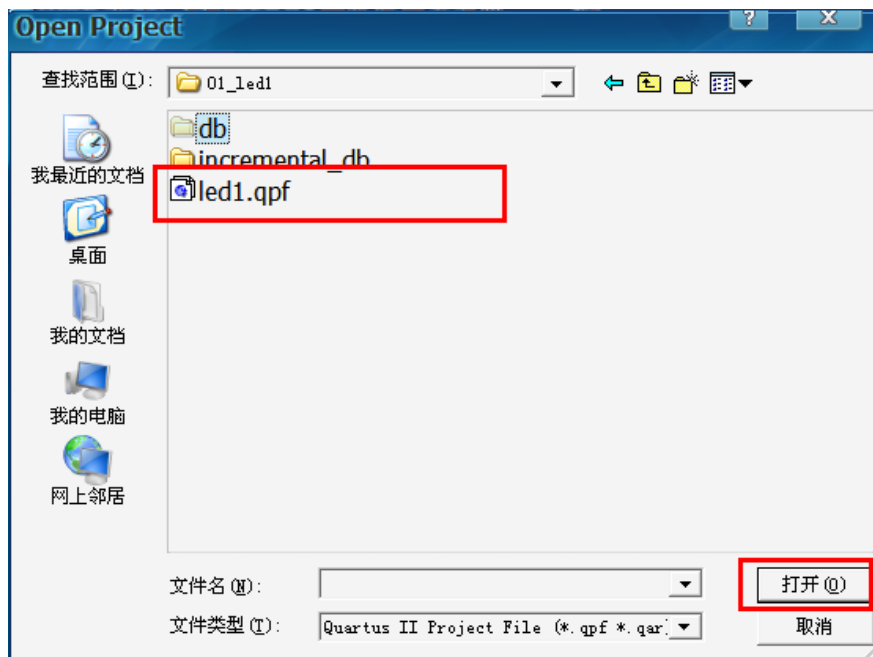 Open Project
?
X
查找范围(I):
01_led1
db
incremental_db
led1.qpf
我最近的文档
桌面
我的文档
我的电脑
网上邻居
文件名(N):
打开(O)
文件类型(T):
Quartus II Project File (*.qpf *.qar)
取消